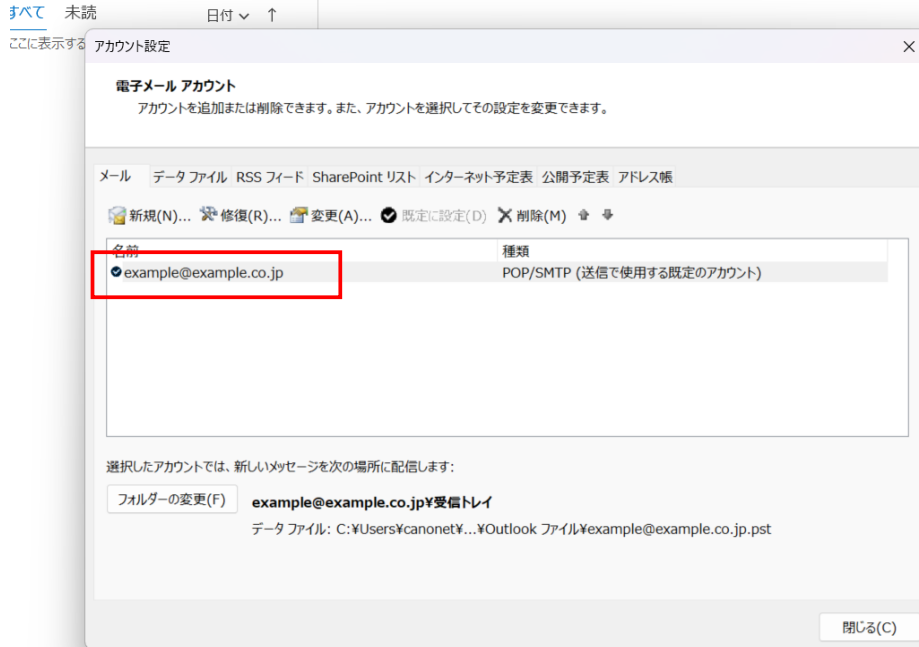 すべて 未読 日付 ↑
ここに表示する
アカウント設定
電子メール アカウント
アカウントを追加または削除できます。また、アカウントを選択してその設定を変更できます。
メール データ ファイル RSS フィード SharePoint リスト インターネット予定表 公開予定表 アドレス帳
新規(N)... 修復(R)... 変更(A)... 既定に設定(D) 削除(M)
名前 種類
example@example.co.jp POP/SMTP (送信で使用する既定のアカウント)
選択したアカウントでは、新しいメッセージを次の場所に配信します:
フォルダーの変更(F) example@example.co.jp¥受信トレイ
データ ファイル: C:¥Users¥canonet¥...¥Outlook ファイル¥example@example.co.jp.pst
閉じる(C)